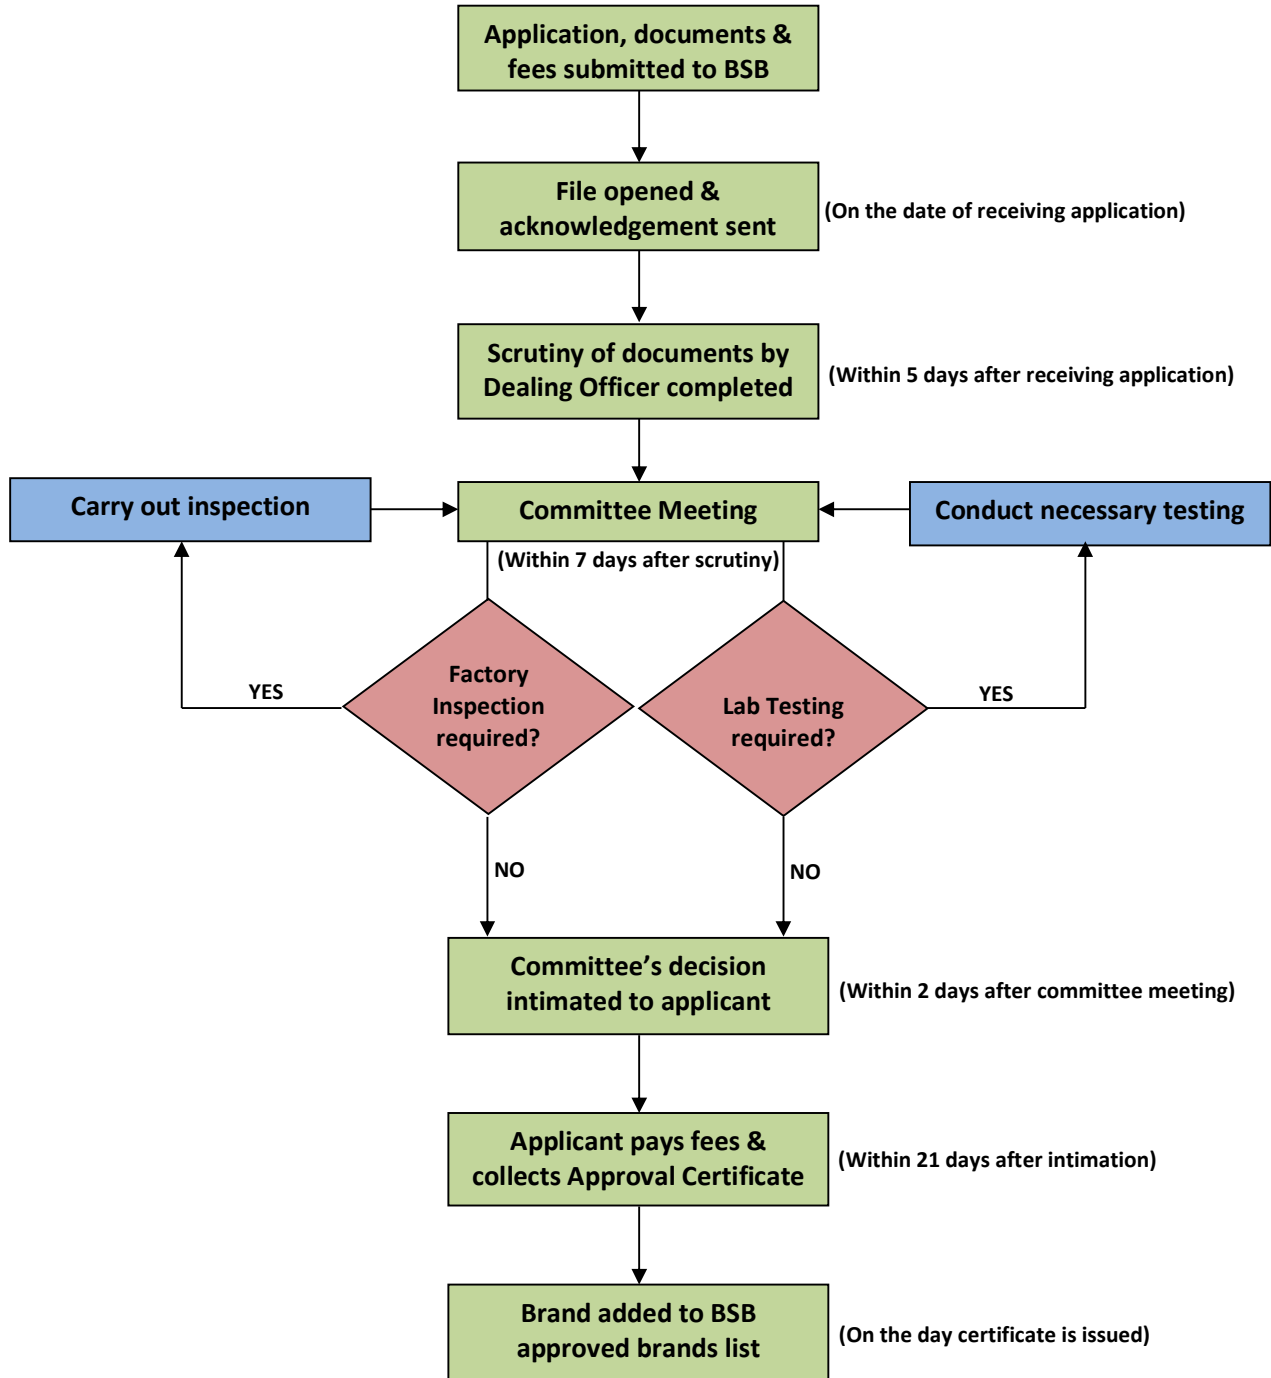 Application, documents &
fees submitted to BSB
File opened &
acknowledgement sent
(On the date of receiving application)
Scrutiny of documents by
Dealing Officer completed
(Within 5 days after receiving application)
Carry out inspection
Committee Meeting
Conduct necessary testing
(Within 7 days after scrutiny)
Factory
Inspection
required?
YES
Lab Testing
required?
YES
NO
NO
Committee’s decision
intimated to applicant
(Within 2 days after committee meeting)
Applicant pays fees &
collects Approval Certificate
(Within 21 days after intimation)
Brand added to BSB
approved brands list
(On the day certificate is issued)